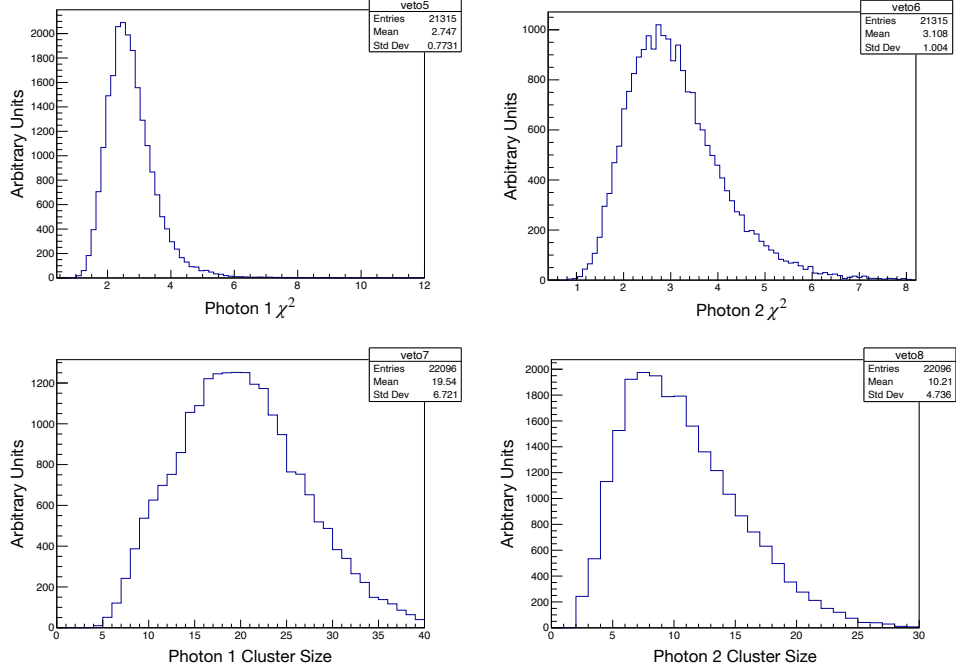 veto5
Entries 21315
Mean 2.747
Std Dev 0.7731
2000
1800
1600
1400
1200
1000
800
600
400
200
0
2 4 6 8 10 12
Arbitrary Units
Photon 1 χ²
veto6
Entries 21315
Mean 3.108
Std Dev 1.004
1000
800
600
400
200
0
1 2 3 4 5 6 7 8
Arbitrary Units
Photon 2 χ²
veto7
Entries 22096
Mean 19.54
Std Dev 6.721
1200
1000
800
600
400
200
0
0 5 10 15 20 25 30 35 40
Arbitrary Units
Photon 1 Cluster Size
veto8
Entries 22096
Mean 10.21
Std Dev 4.736
2000
1800
1600
1400
1200
1000
800
600
400
200
0
0 5 10 15 20 25 30
Arbitrary Units
Photon 2 Cluster Size